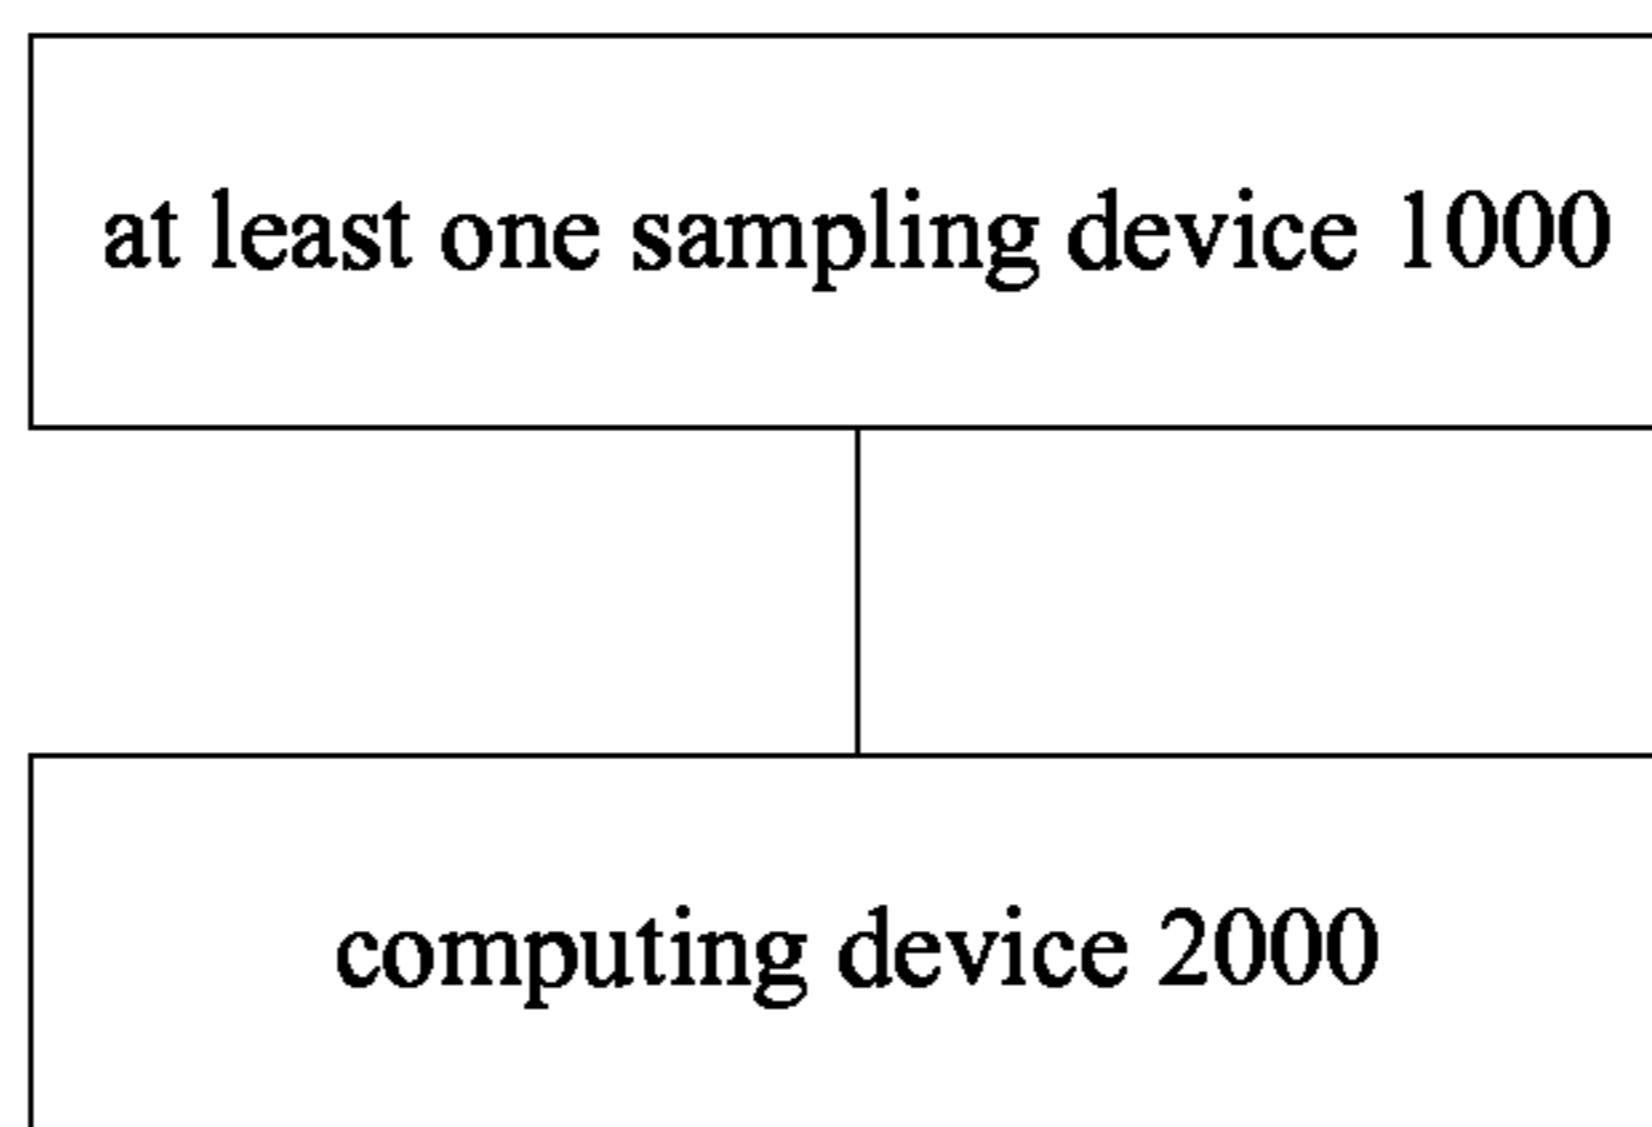 at least one sampling device 1000
computing device 2000